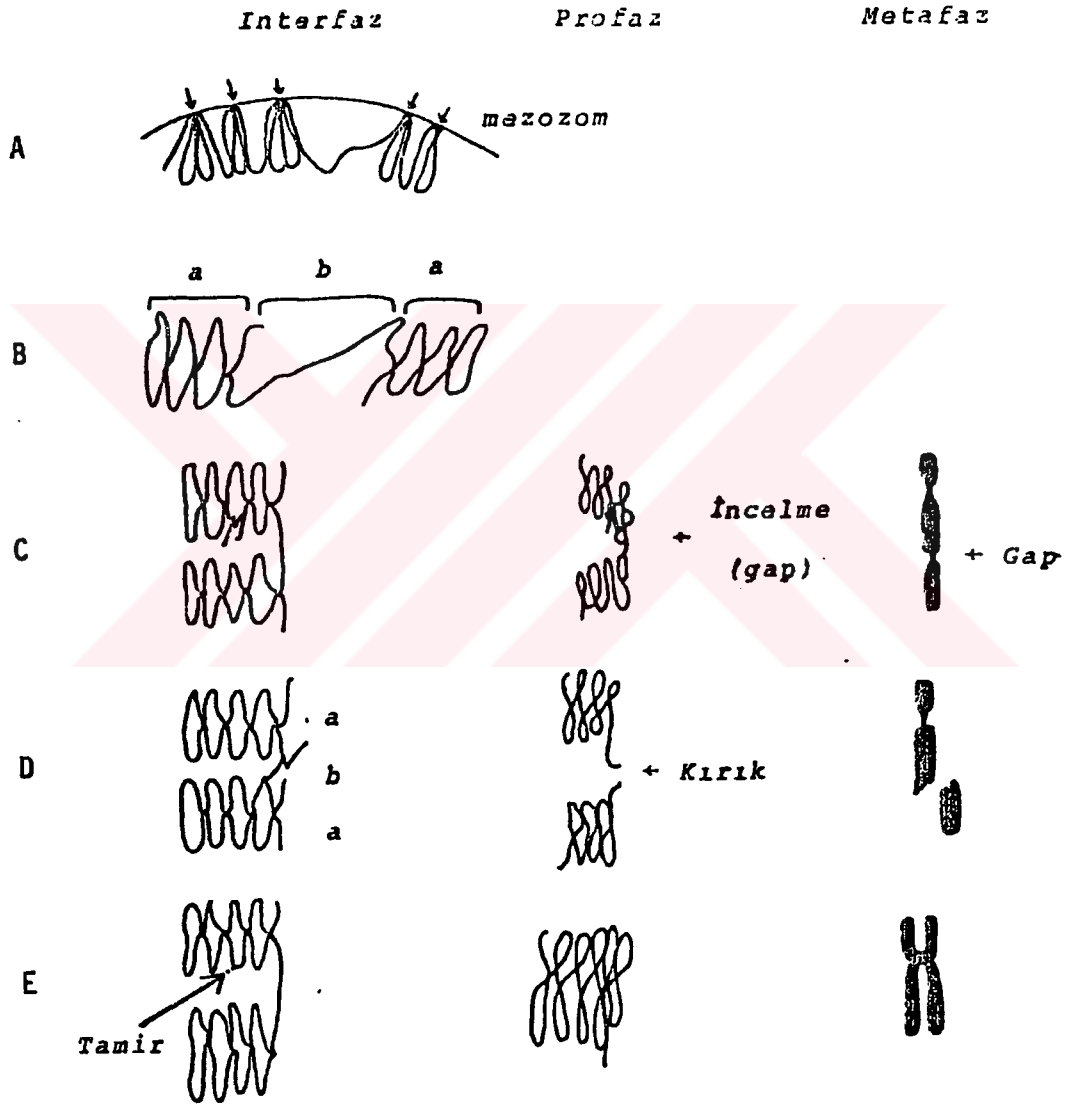 Interfaz Profaz Metafaz
A
mezozom
a b a
B
C
İncelme
(gap)
← Gap
D
a
b
a
← Kırık
E
Tamir